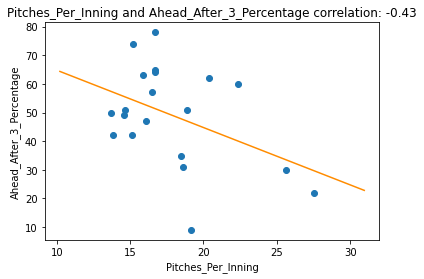 Pitches_Per_Inning and Ahead_After_3_Percentage correlation: -0.43
Ahead_After_3_Percentage
80
70
60
50
40
30
20
10
10 15 20 25 30
Pitches_Per_Inning